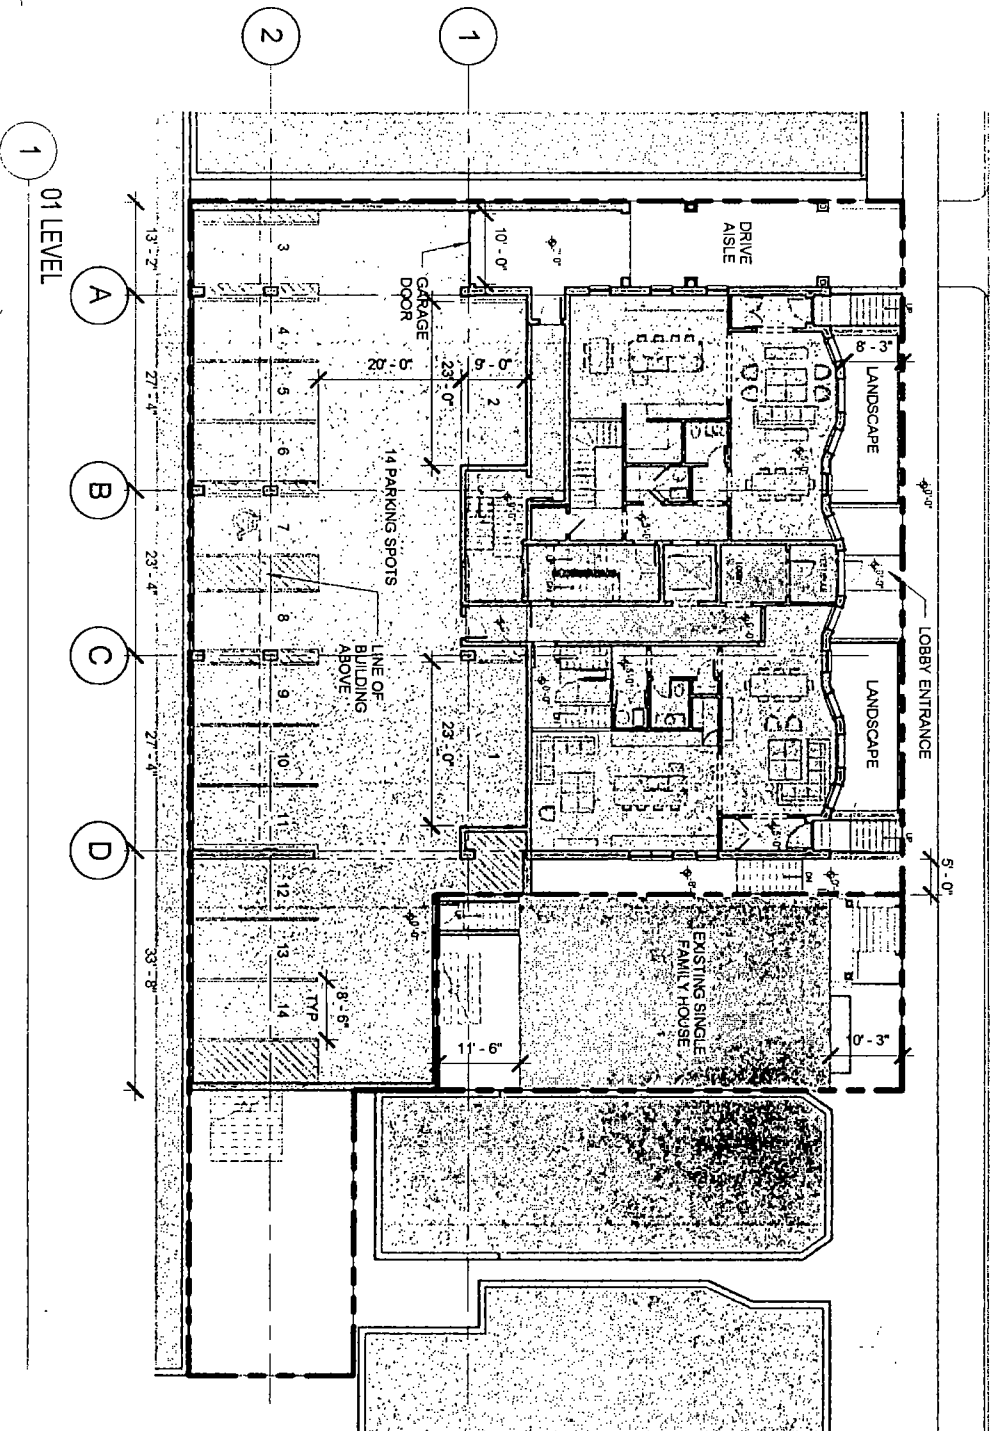 2
1
1
01 LEVEL
A
B
C
D
13' - 2"
27' - 4"
23' - 4"
27' - 4"
33' - 8"
DRIVE
AISLE
10' - 0"
GARAGE
DOOR
8' - 3"
LANDSCAPE
LOBBY ENTRANCE
LANDSCAPE
5' - 0"
20' - 0"
23' - 0"
9' - 0"
2
14 PARKING SPOTS
LINE OF
BUILDING
ABOVE
23' - 0"
1
3
4
5
6
7
8
9
10
11
12
13
14
8' - 6"
TYP
11' - 6"
10' - 3"
EXISTING SINGLE
FAMILY HOUSE
UP
DN